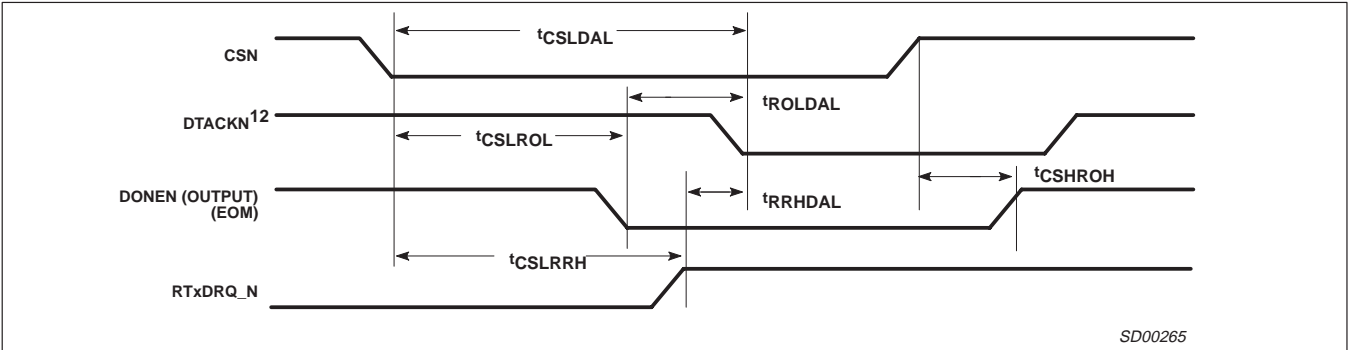 tCSLDAL
CSN
tROLDAL
DTACKN12
tCSLROL
tCSHROH
DONEN (OUTPUT)
(EOM)
tRRHDAL
tCSLRRH
RTxDRQ_N
SD00265